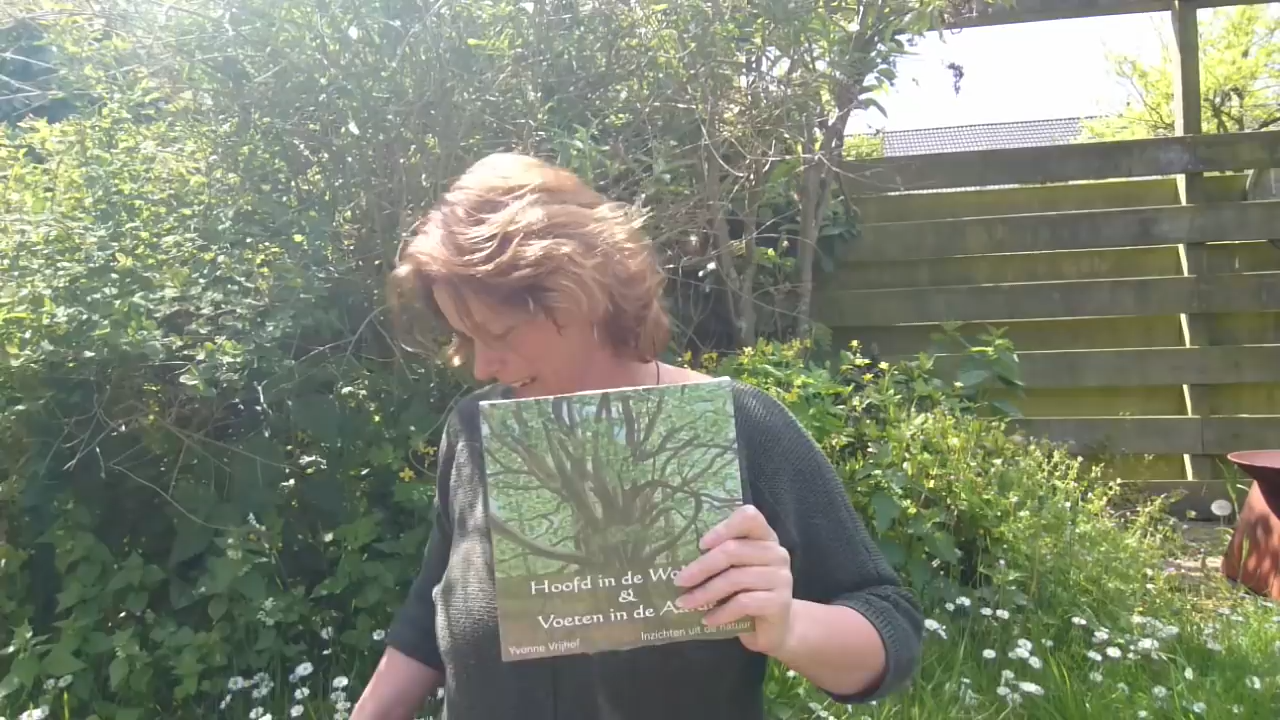 Hoofd in de
&
Voeten in de
Inzichten uit de natuur
Yvonne Vrijhof